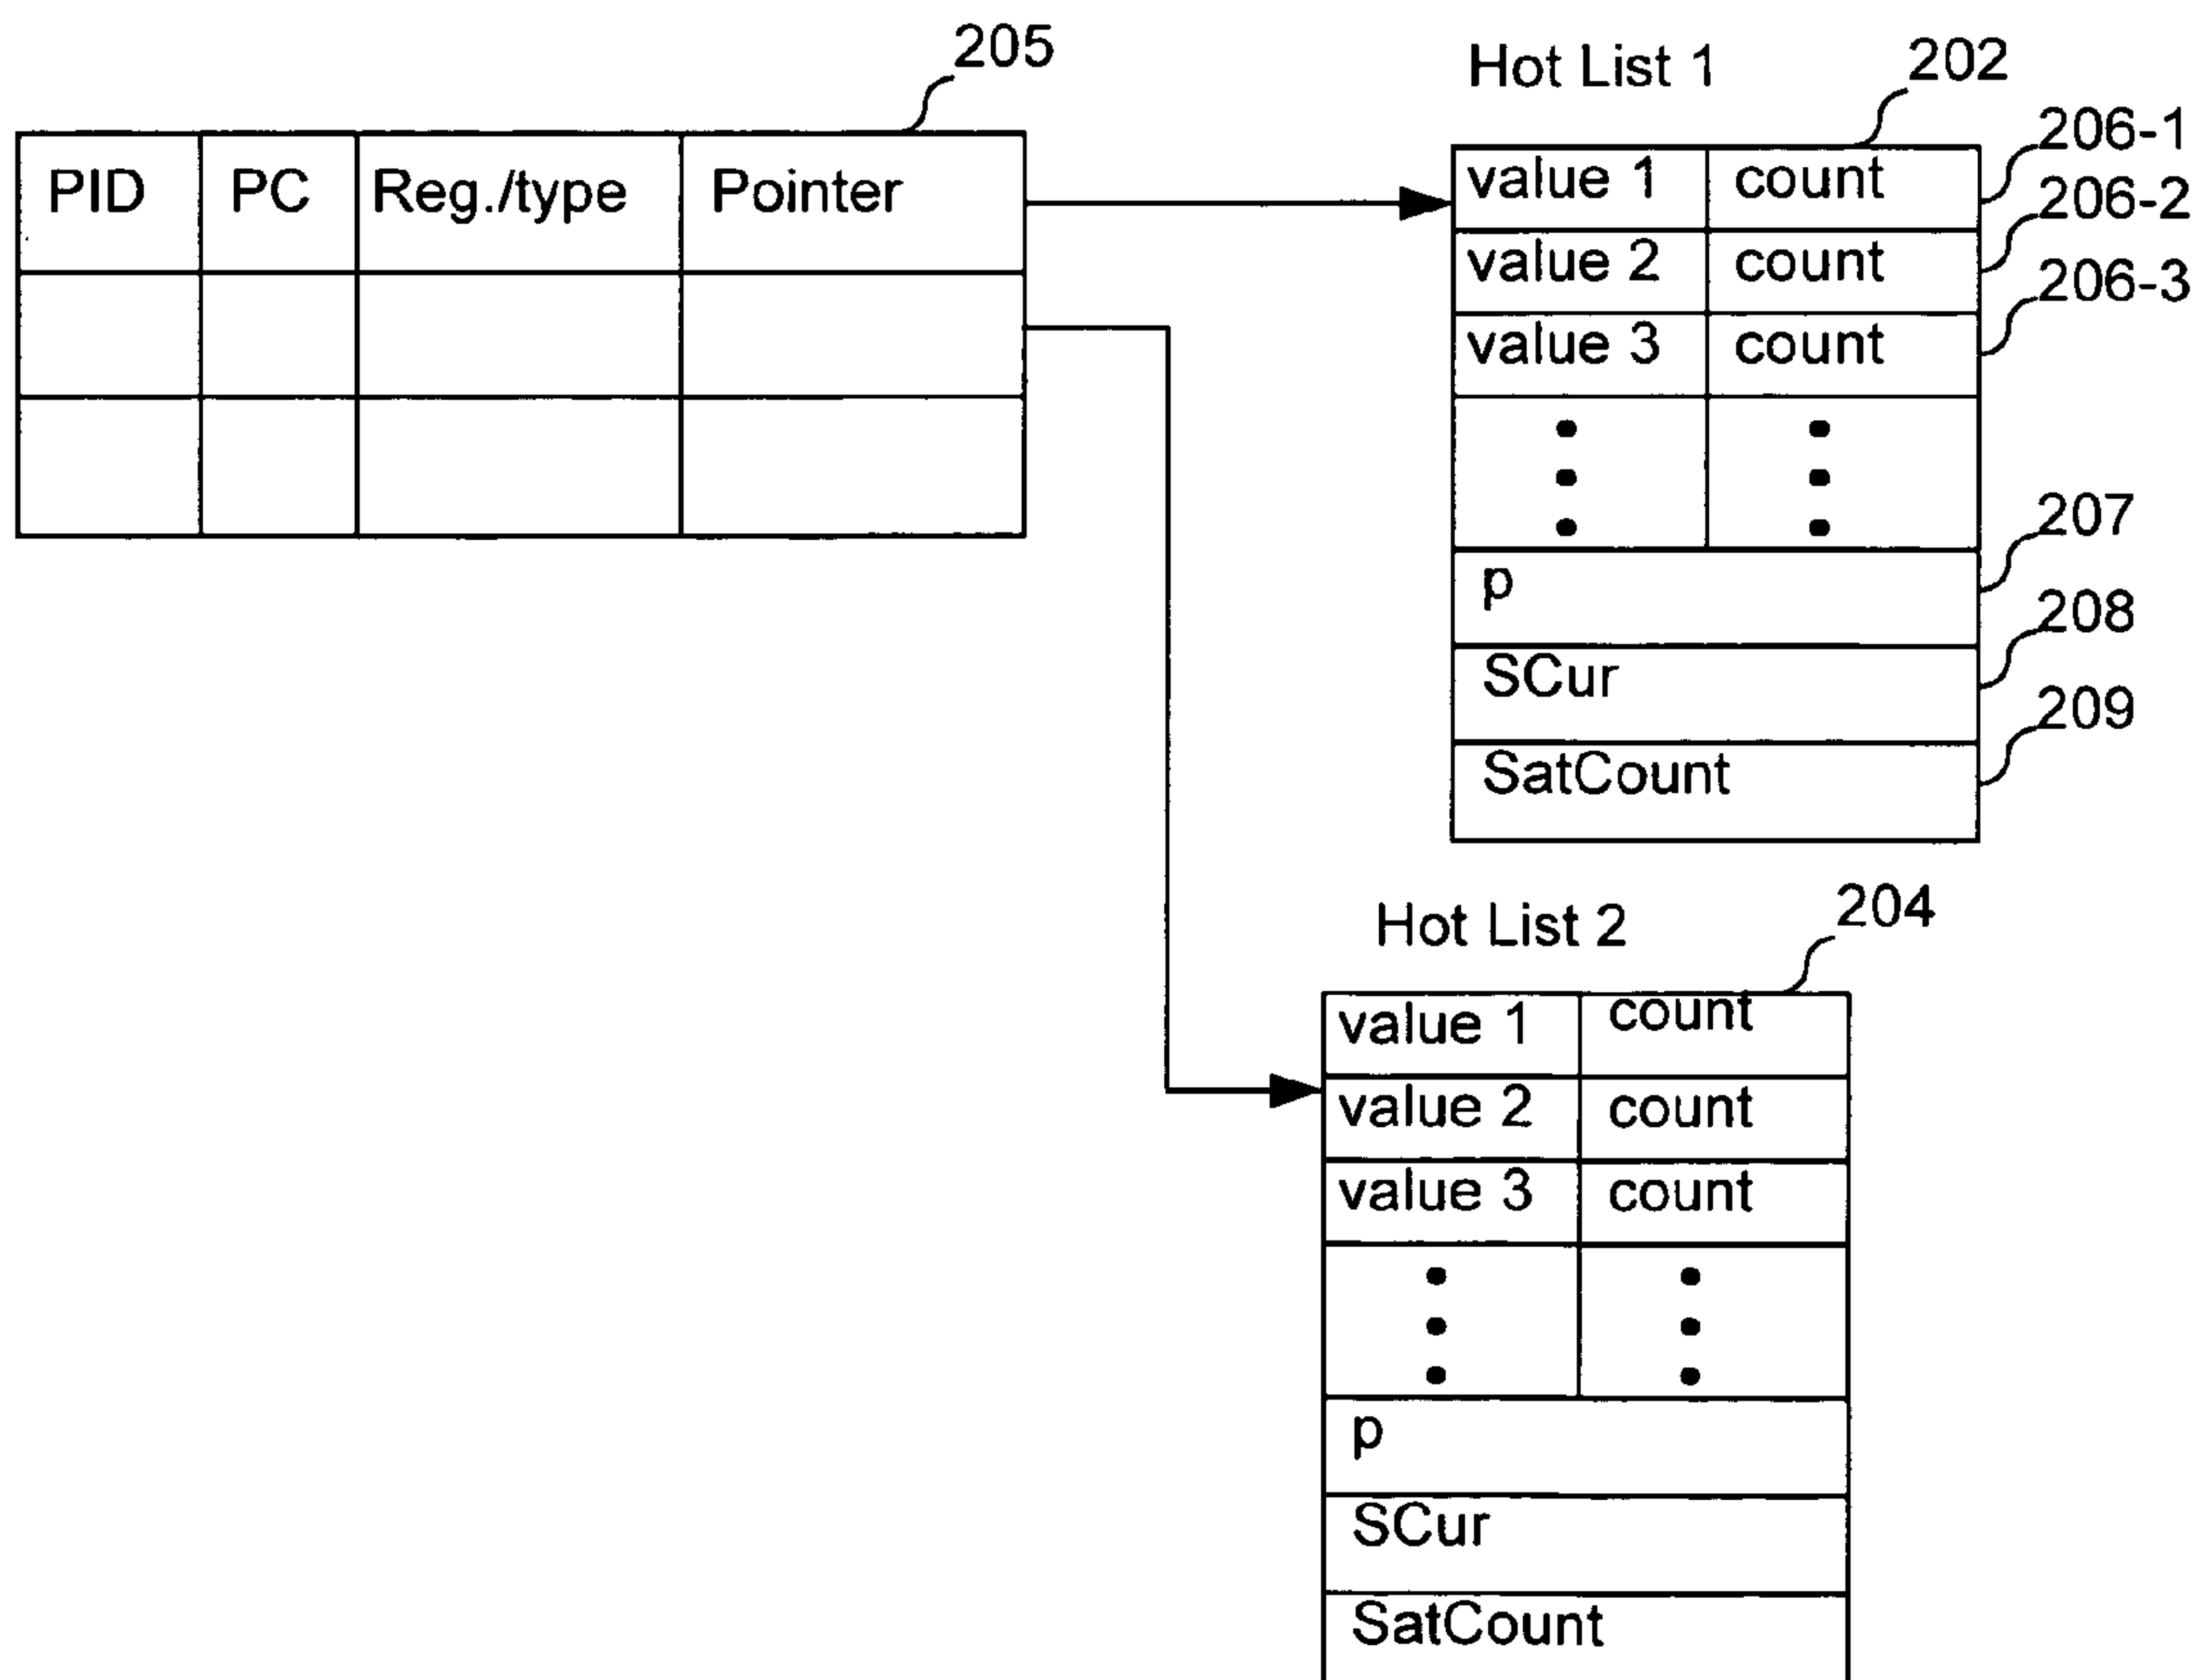 205
PID PC Reg./type Pointer
Hot List 1
202
206-1
206-2
206-3
value 1 count
value 2 count
value 3 count
207
p
208
SCur
209
SatCount
Hot List 2
204
value 1 count
value 2 count
value 3 count
p
SCur
SatCount